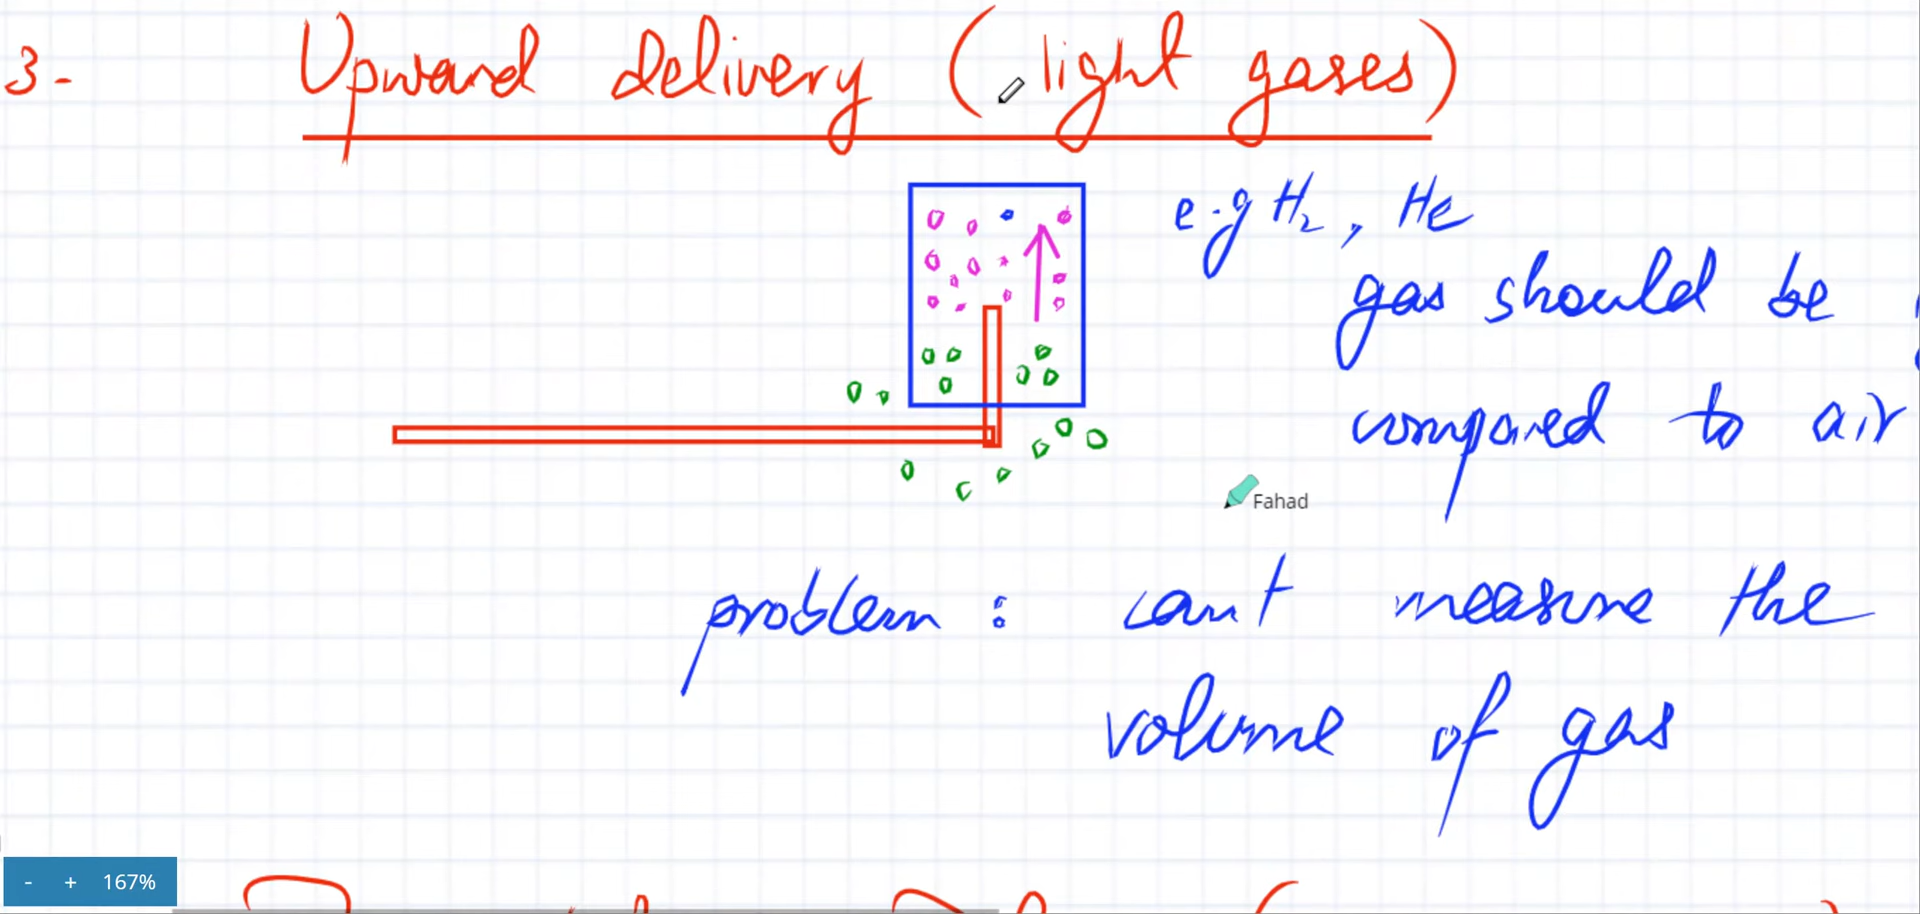 3- Upward delivery (light gases)
e.g H₂, He
gas should be
compared to air
Fahad
problem : cant measure the
volume of gas
- + 167%